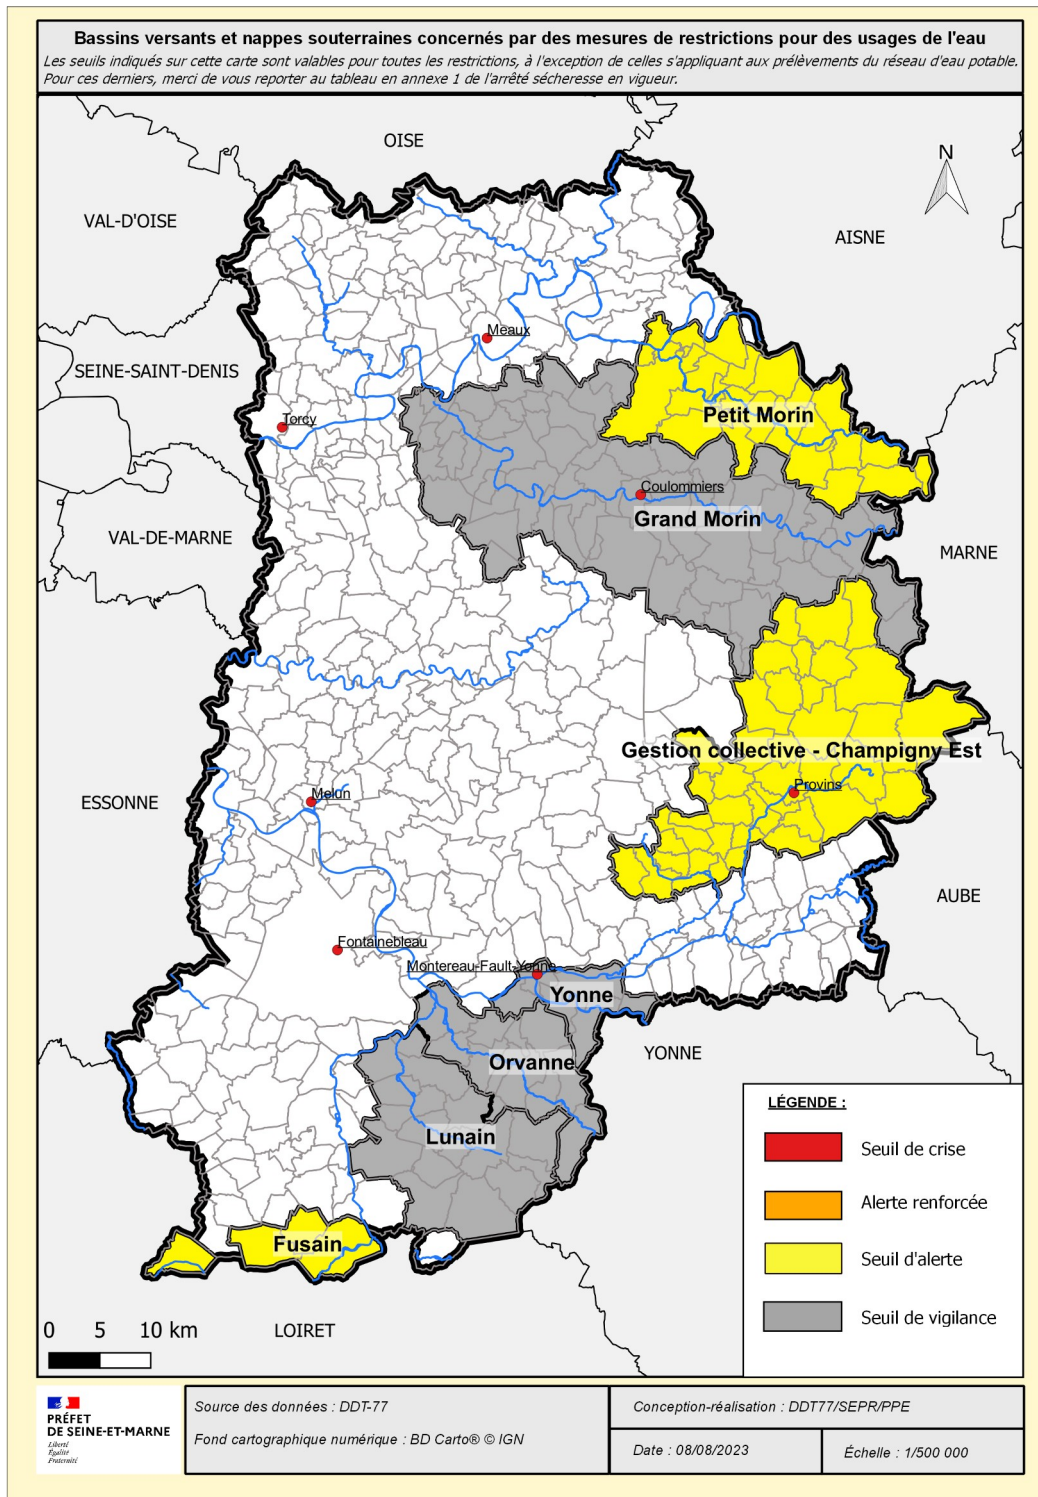 Bassins versants et nappes souterraines concernés par des mesures de restrictions pour des usages de l'eau
Les seuils indiqués sur cette carte sont valables pour toutes les restrictions, à l'exception de celles s'appliquant aux prélèvements du réseau d'eau potable.
Pour ces derniers, merci de vous reporter au tableau en annexe 1 de l'arrêté sécheresse en vigueur.
OISE
N
VAL-D'OISE
AISNE
Meaux
SEINE-SAINT-DENIS
Petit Morin
Torcy
Coulommiers
Grand Morin
VAL-DE-MARNE
MARNE
Gestion collective - Champigny Est
Provins
Melun
ESSONNE
AUBE
Fontainebleau
Montereau-Fault-Yonne
Yonne
YONNE
Orvanne
Lunain
Fusain
LOIRET
0 5 10 km
LÉGENDE :
Seuil de crise
Alerte renforcée
Seuil d'alerte
Seuil de vigilance
PRÉFET
DE SEINE-ET-MARNE
Liberté
Égalité
Fraternité
Source des données : DDT-77
Fond cartographique numérique : BD Carto® © IGN
Conception-réalisation : DDT77/SEPR/PPE
Date : 08/08/2023
Échelle : 1/500 000